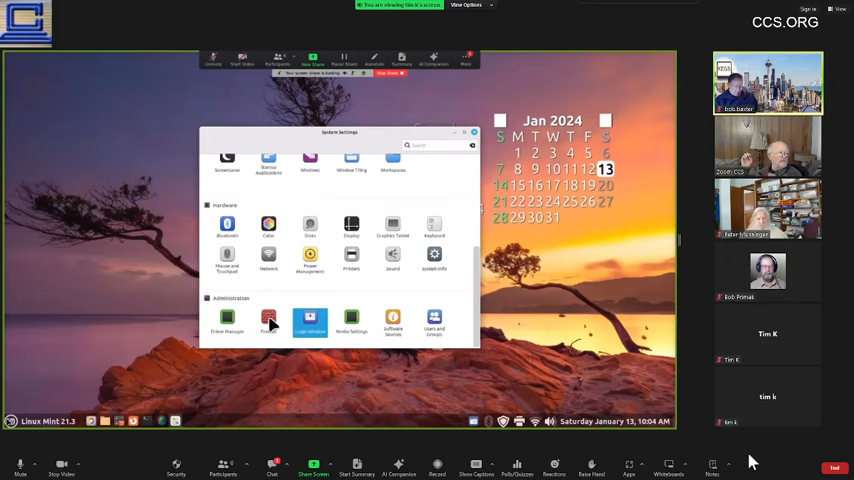 You are viewing tim k's screen
View Options
Sign in
View
CCS.ORG
Unmute
Start Video
Participants
New Share
Pause Share
Annotate
Summary
AI Companion
More
Your screen share is loading
Stop Share
System Settings
Search
Screensaver
Startup Applications
Windows
Window Tiling
Workspaces
Hardware
Bluetooth
Color
Disks
Display
Graphics Tablet
Keyboard
Mouse and Touchpad
Network
Power Management
Printers
Sound
System Info
Administration
Driver Manager
Login Window
Nvidia Settings
Software Sources
Users and Groups
Jan 2024
S M T W T F S
1 2 3 4 5 6
7 8 9 10 11 12 13
14 15 16 17 18 19 20
21 22 23 24 25 26 27
28 29 30 31
Linux Mint 21.3
Saturday January 13, 10:04 AM
KEGS
bob.baxter
Zoom CCS
Bob Primak
Tim K
Tim K
tim k
tim k
Mute
Stop Video
Security
Participants
6
Chat
Share Screen
Start Summary
AI Companion
Record
Show Captions
Polls/Quizzes
Reactions
Raise Hand
Apps
Whiteboards
Notes
End